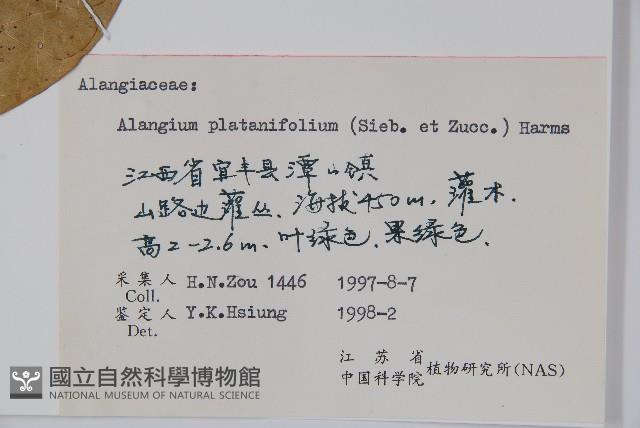 Alangiaceae:
Alangium platanifolium (Sieb. et Zucc.) Harms
江西省宜丰县潭山镇
山路边灌丛、海拔450m、灌木、
高2-2.6m、叶绿色、果绿色、
采集人 H.N.Zou 1446 1997-8-7
Coll.
鉴定人 Y.K.Hsiung 1998-2
Det.
江苏省
中国科学院 植物研究所(NAS)
國立自然科學博物館
NATIONAL MUSEUM OF NATURAL SCIENCE